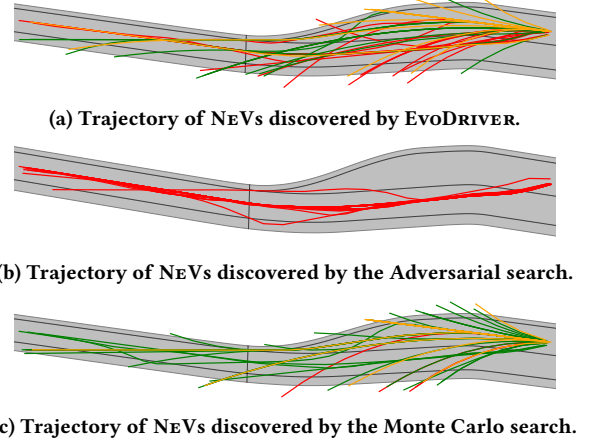 (a) Trajectory of NEVs discovered by EVODRIVER.
b) Trajectory of NEVs discovered by the Adversarial search.
c) Trajectory of NEVs discovered by the Monte Carlo search.